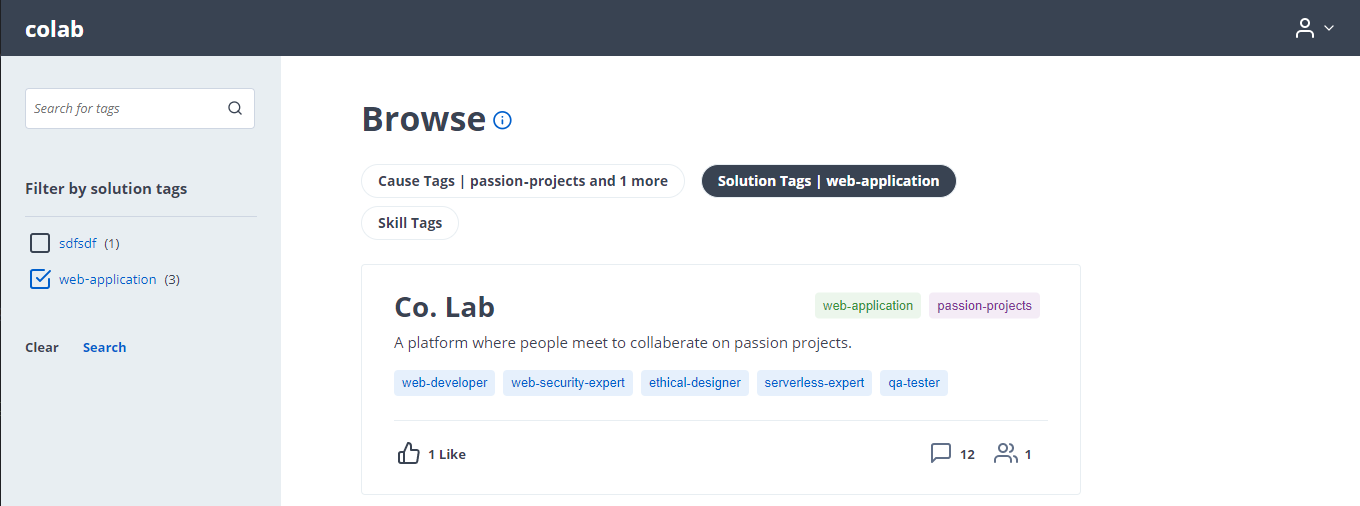 colab
Search for tags
Filter by solution tags
sdfsdf (1)
web-application (3)
Clear Search
Browse
Cause Tags | passion-projects and 1 more
Solution Tags | web-application
Skill Tags
Co. Lab
web-application passion-projects
A platform where people meet to collaberate on passion projects.
web-developer web-security-expert ethical-designer serverless-expert qa-tester
1 Like
12 1